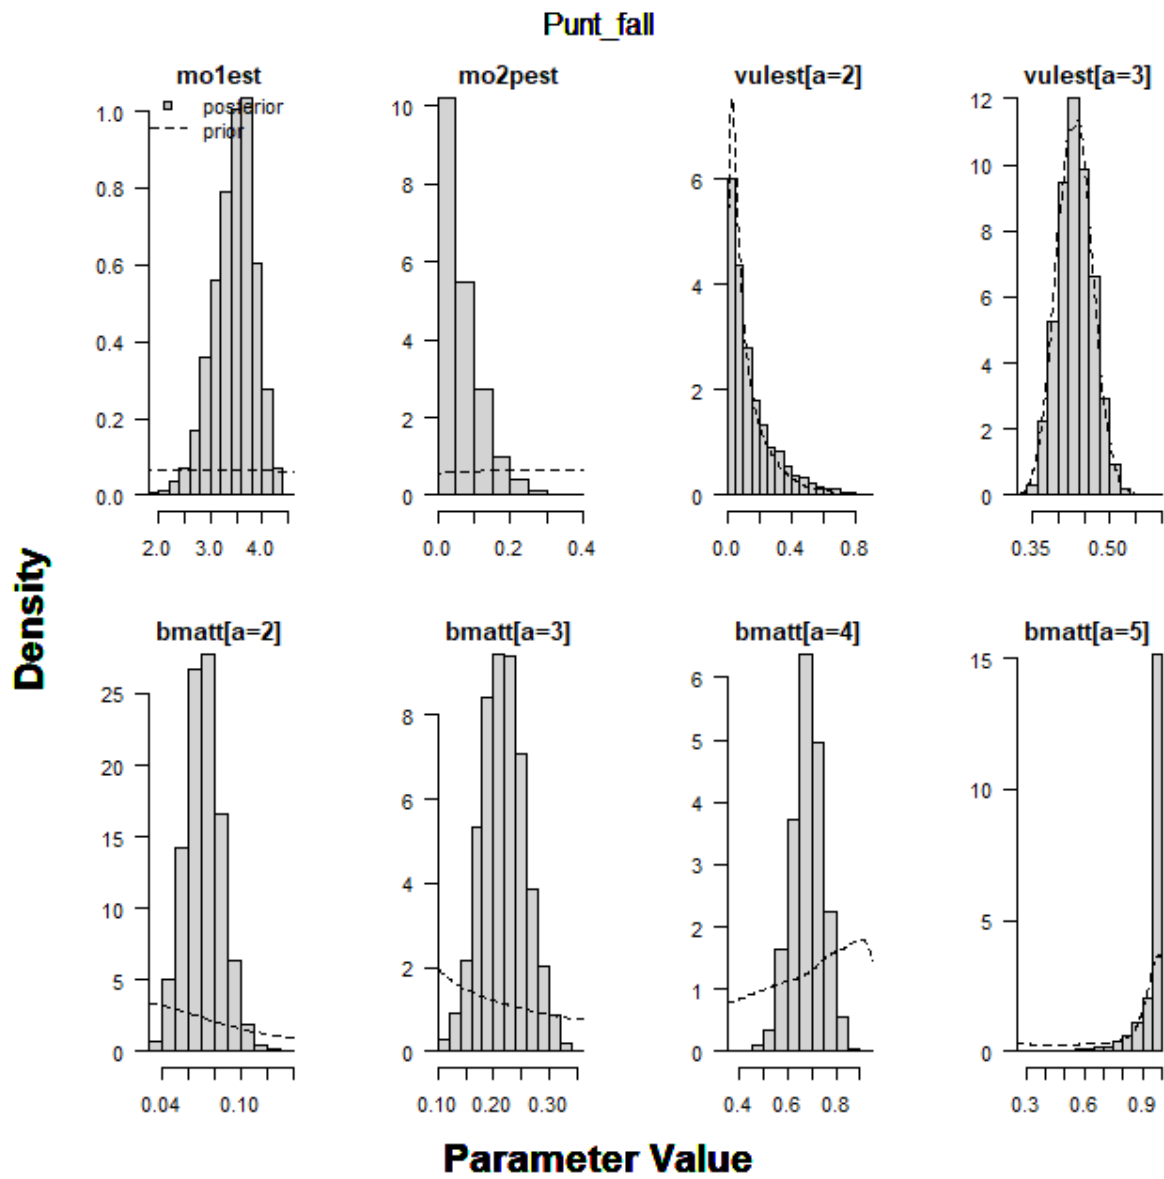 Punt_fall
mo1est
posterior
prior
1.0
0.8
0.6
0.4
0.2
0.0
2.0 3.0 4.0
mo2pest
10
8
6
4
2
0
0.0 0.2 0.4
vulest[a=2]
6
4
2
0
0.0 0.4 0.8
vulest[a=3]
12
10
8
6
4
2
0
0.35 0.50
Density
bmatt[a=2]
25
20
15
10
5
0
0.04 0.10
bmatt[a=3]
8
6
4
2
0
0.10 0.20 0.30
bmatt[a=4]
6
5
4
3
2
1
0
0.4 0.6 0.8
bmatt[a=5]
15
10
5
0
0.3 0.6 0.9
Parameter Value